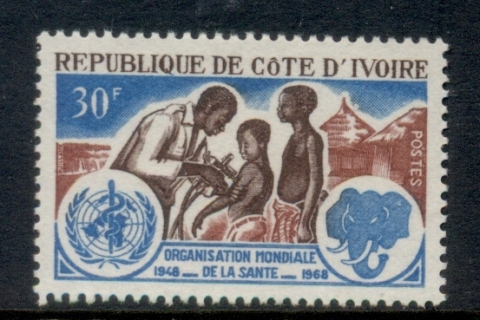 REPUBLIQUE DE CÔTE D'IVOIRE
30F
POSTES
ORGANISATION MONDIALE
1948 — DE LA SANTE — 1968